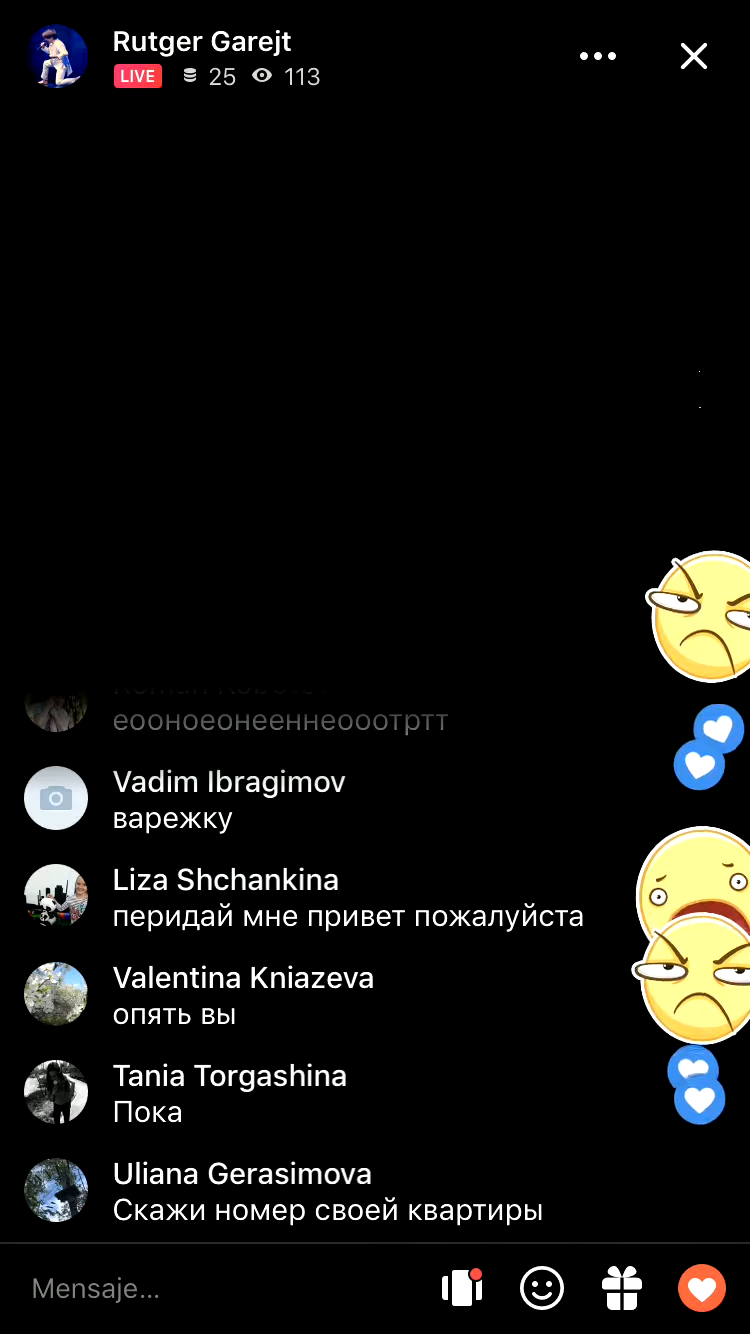 Rutger Garejt
LIVE 25 113
еооноеонееннеооотртт
Vadim Ibragimov
варежку
Liza Shchankina
перидай мне привет пожалуйста
Valentina Kniazeva
опять вы
Tania Torgashina
Пока
Uliana Gerasimova
Скажи номер своей квартиры
Mensaje...